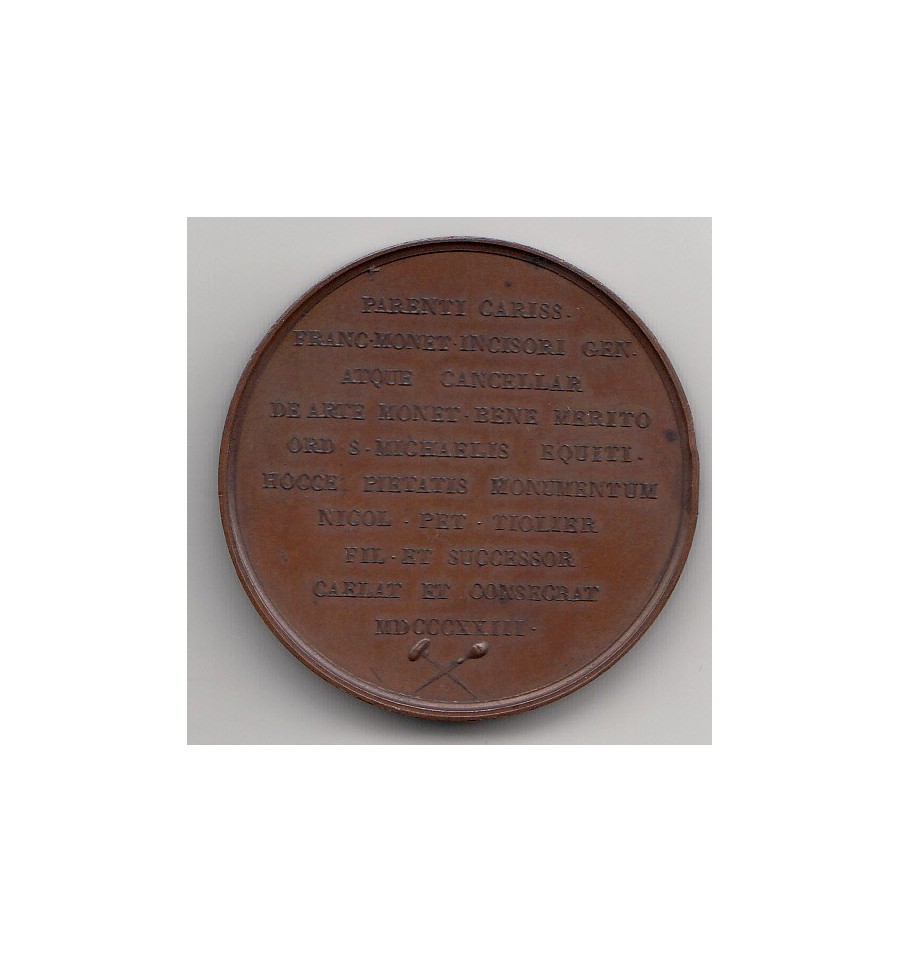 PARENTI CARISS.
FRANC·MONET·INCISORI GEN.
ATQUE CANCELLAR
DE ARTE MONET·BENE MERITO
ORD S·MICHAELIS EQUITI·
HOCCE PIETATIS MONUMENTUM
NICOL · PET · TIOLIER
FIL·ET SUCCESSOR
CAELAT ET CONSECRAT
MDCCCXXIII·